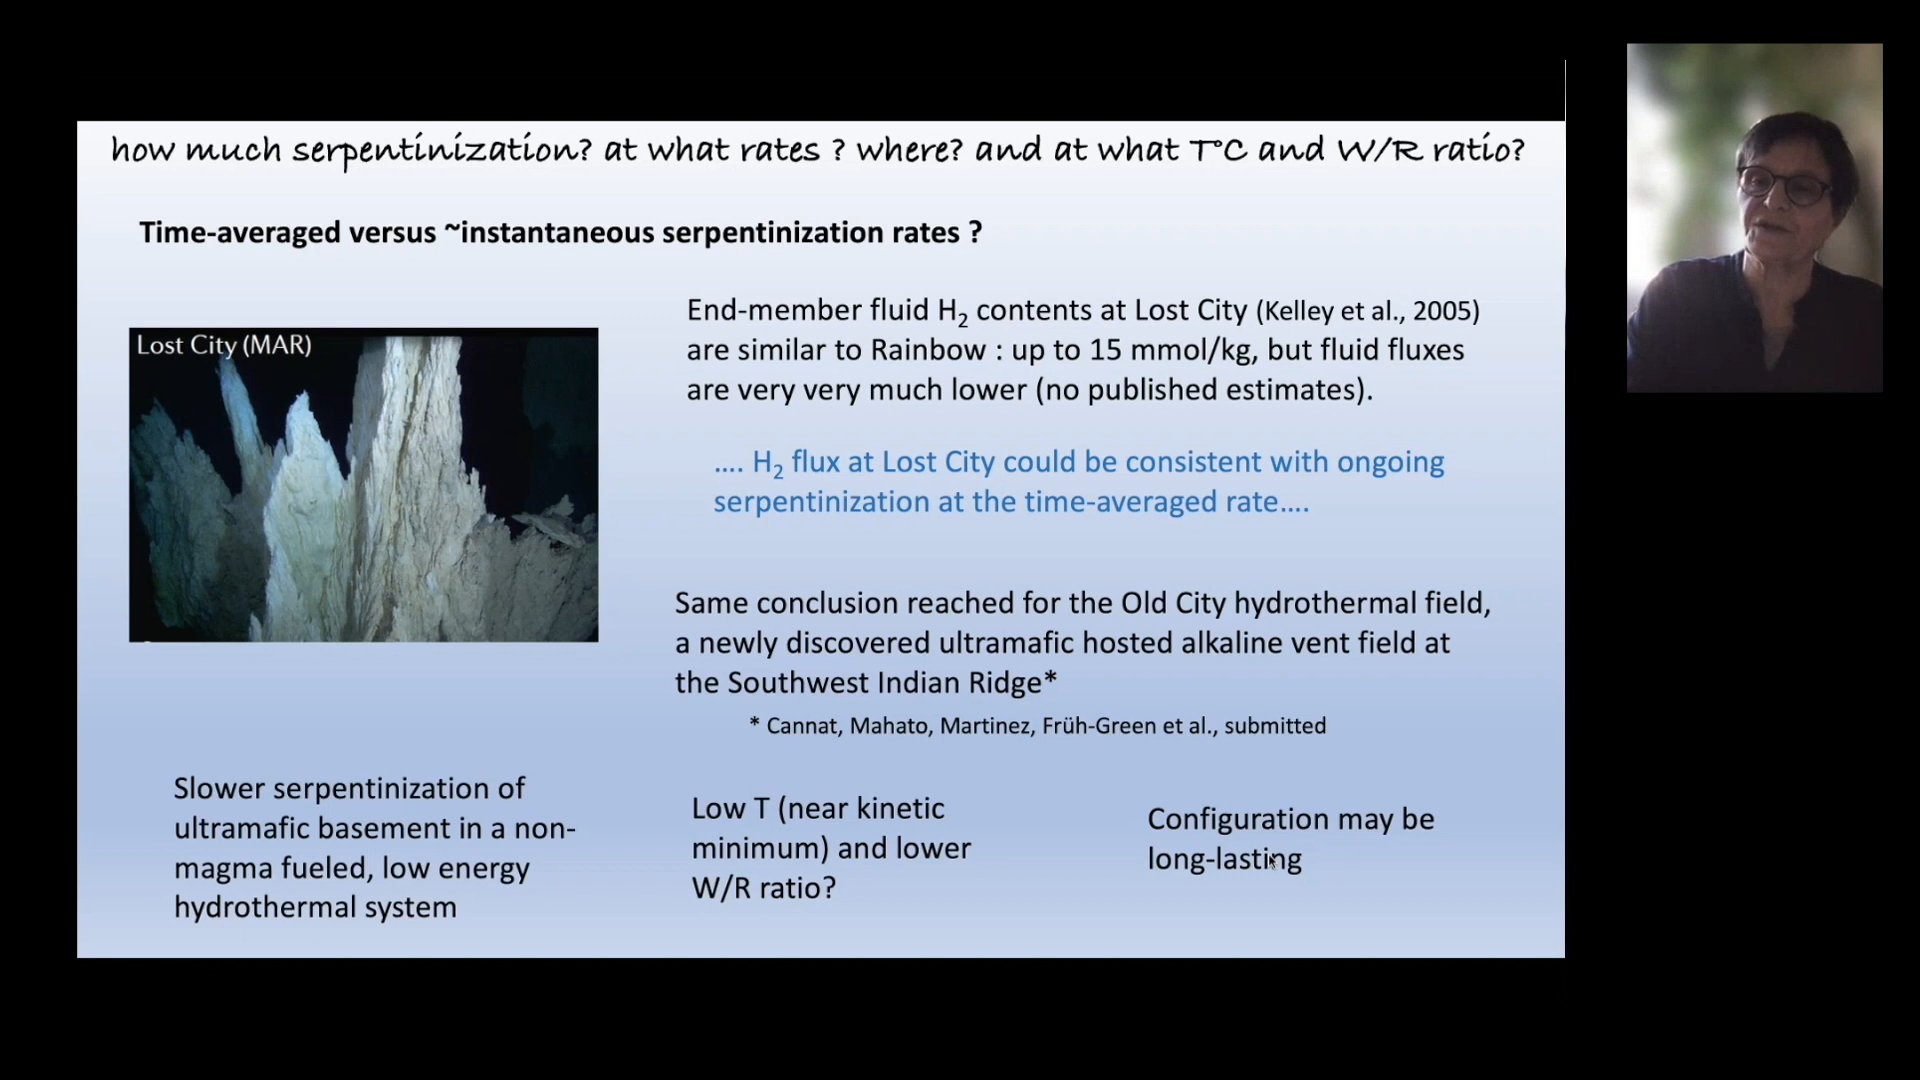 how much serpentinization? at what rates ? where? and at what T°C and W/R ratio?
Time-averaged versus ~instantaneous serpentinization rates ?
Lost City (MAR)
End-member fluid H₂ contents at Lost City (Kelley et al., 2005)
are similar to Rainbow : up to 15 mmol/kg, but fluid fluxes
are very very much lower (no published estimates).
.... H₂ flux at Lost City could be consistent with ongoing
serpentinization at the time-averaged rate....
Same conclusion reached for the Old City hydrothermal field,
a newly discovered ultramafic hosted alkaline vent field at
the Southwest Indian Ridge*
* Cannat, Mahato, Martinez, Früh-Green et al., submitted
Slower serpentinization of
ultramafic basement in a non-
magma fueled, low energy
hydrothermal system
Low T (near kinetic
minimum) and lower
W/R ratio?
Configuration may be
long-lasting